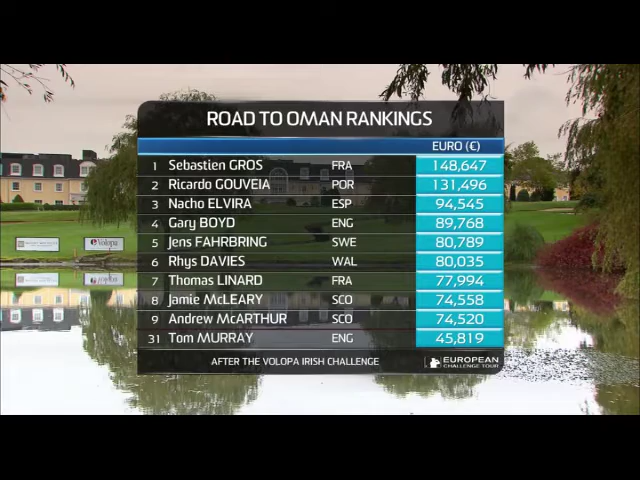 ROAD TO OMAN RANKINGS
EURO (€)
1 Sebastien GROS FRA 148,647
2 Ricardo GOUVEIA POR 131,496
3 Nacho ELVIRA ESP 94,545
4 Gary BOYD ENG 89,768
5 Jens FAHRBRING SWE 80,789
6 Rhys DAVIES WAL 80,035
7 Thomas LINARD FRA 77,994
8 Jamie McLEARY SCO 74,558
9 Andrew McARTHUR SCO 74,520
31 Tom MURRAY ENG 45,819
AFTER THE VOLOPA IRISH CHALLENGE
EUROPEAN
CHALLENGE TOUR
Volopa